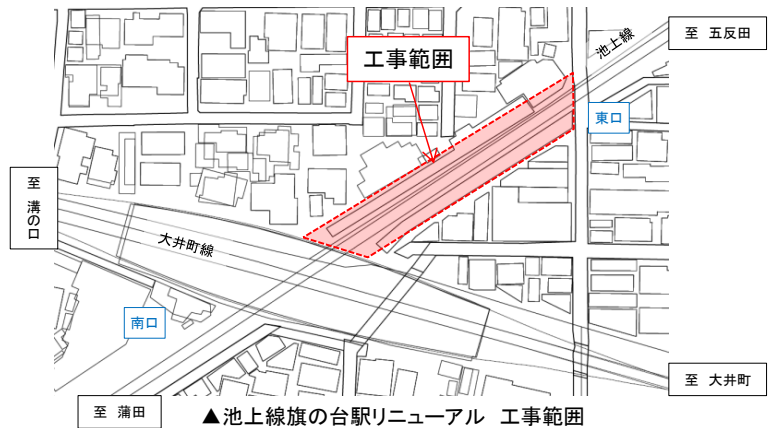 至 五反田
池上線
工事範囲
東口
至 溝の口
大井町線
南口
至 大井町
至 蒲田
▲池上線旗の台駅リニューアル 工事範囲